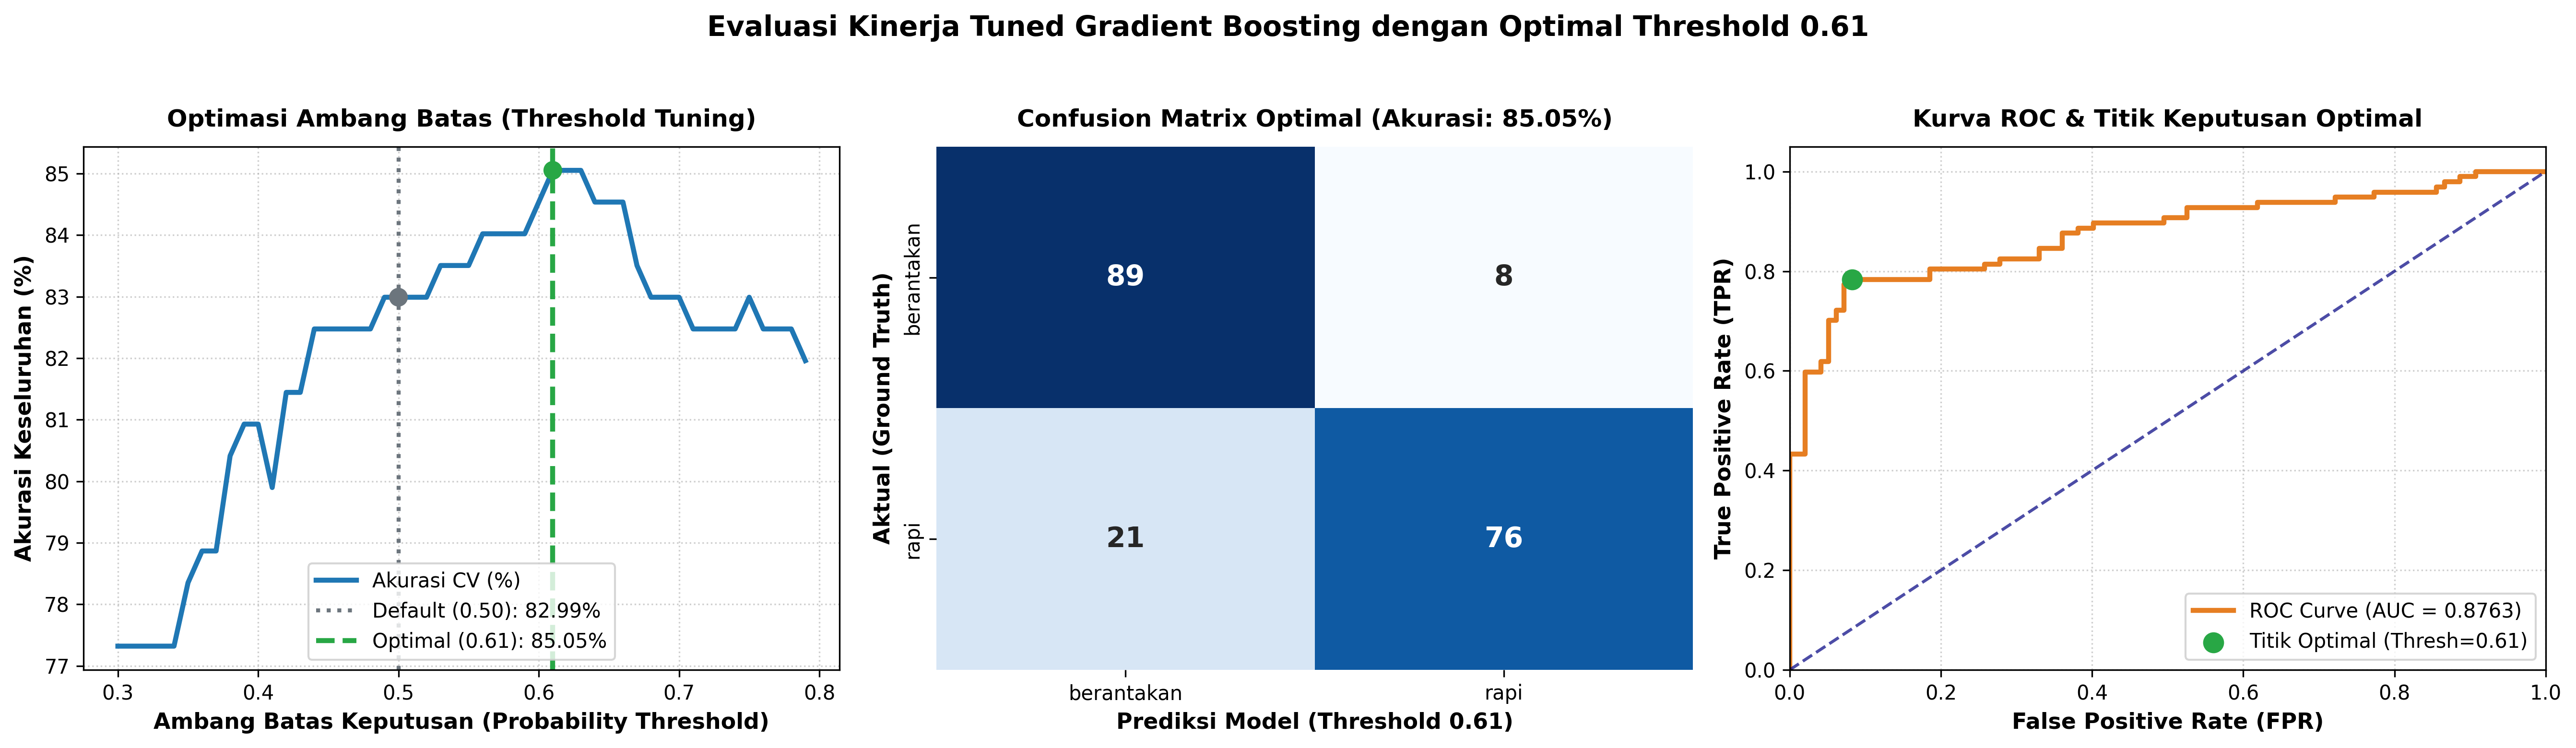 Evaluasi Kinerja Tuned Gradient Boosting dengan Optimal Threshold 0.61
Optimasi Ambang Batas (Threshold Tuning)
Akurasi Keseluruhan (%)
85
84
83
82
81
80
79
78
77
Akurasi CV (%)
Default (0.50): 82.99%
Optimal (0.61): 85.05%
0.3 0.4 0.5 0.6 0.7 0.8
Ambang Batas Keputusan (Probability Threshold)
Confusion Matrix Optimal (Akurasi: 85.05%)
Aktual (Ground Truth)
berantakan
rapi
89 8
21 76
berantakan rapi
Prediksi Model (Threshold 0.61)
Kurva ROC & Titik Keputusan Optimal
True Positive Rate (TPR)
1.0
0.8
0.6
0.4
0.2
0.0
ROC Curve (AUC = 0.8763)
Titik Optimal (Thresh=0.61)
0.0 0.2 0.4 0.6 0.8 1.0
False Positive Rate (FPR)